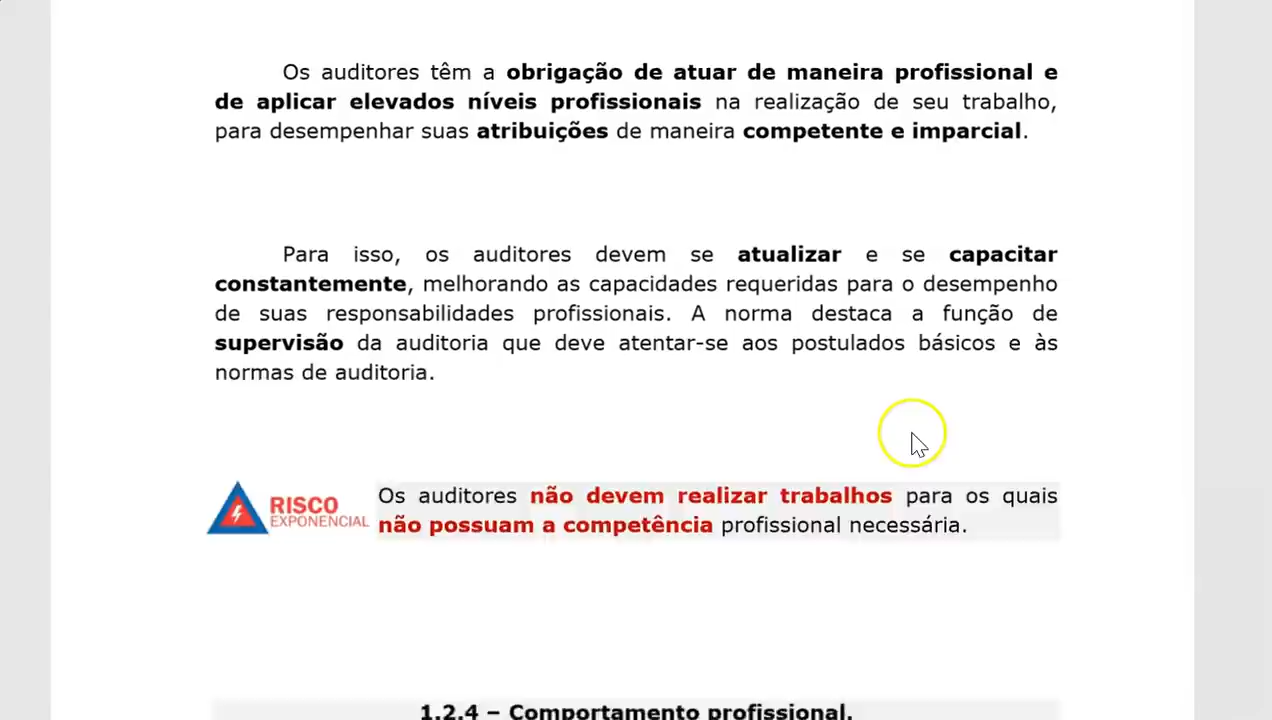 Os auditores têm a obrigação de atuar de maneira profissional e
de aplicar elevados níveis profissionais na realização de seu trabalho,
para desempenhar suas atribuições de maneira competente e imparcial.
Para isso, os auditores devem se atualizar e se capacitar
constantemente, melhorando as capacidades requeridas para o desempenho
de suas responsabilidades profissionais. A norma destaca a função de
supervisão da auditoria que deve atentar-se aos postulados básicos e às
normas de auditoria.
RISCO
EXPONENCIAL
Os auditores não devem realizar trabalhos para os quais
não possuam a competência profissional necessária.
1.2.4 – Comportamento profissional.